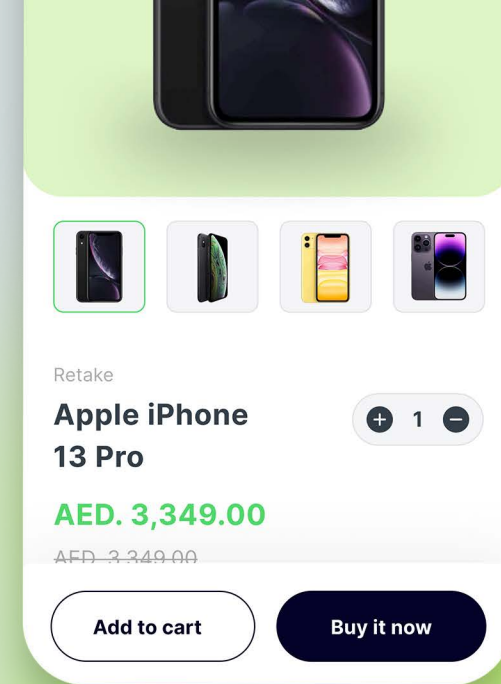 Retake
Apple iPhone
13 Pro
1
AED. 3,349.00
AED. 3,349.00
Add to cart
Buy it now